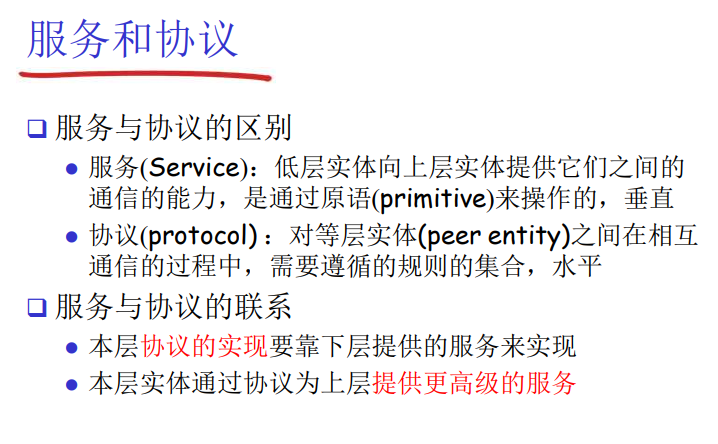 服务和协议
服务与协议的区别
服务(Service)：低层实体向上层实体提供它们之间的
通信的能力，是通过原语(primitive)来操作的，垂直
协议(protocol)：对等层实体(peer entity)之间在相互
通信的过程中，需要遵循的规则的集合，水平
服务与协议的联系
本层协议的实现要靠下层提供的服务来实现
本层实体通过协议为上层提供更高级的服务